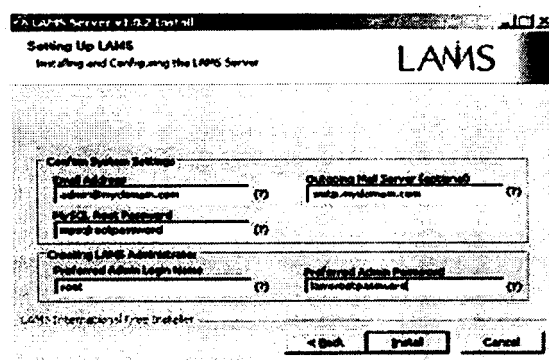 LAMS Server v1.0.2 Install
Setting Up LAMS
Installing and Configuring the LAMS Server
LAMS
Confirm System Settings
Email Address
admin@mydomain.com (?)
Outgoing Mail Server (optional)
smtp.mydomain.com (?)
MySQL Root Password
mysqlrootpassword (?)
Creating LAMS Administrator
Preferred Admin Login Name
root (?)
Preferred Admin Password
lamsrootpassword (?)
LAMS International Free Installer
< Back Install Cancel